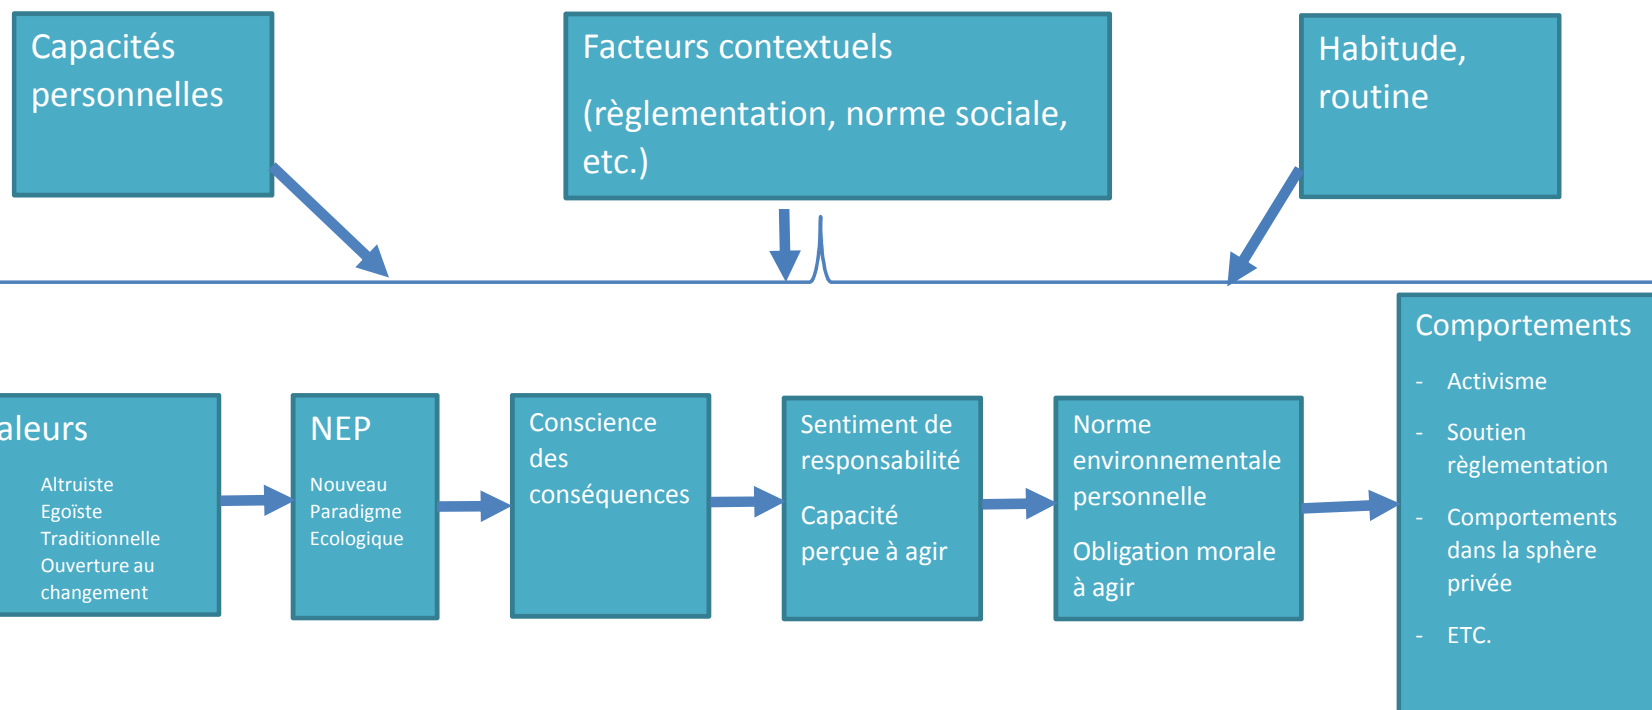 Capacités
personnelles
Facteurs contextuels
(règlementation, norme sociale,
etc.)
Habitude,
routine
aleurs
Altruiste
Egoïste
Traditionnelle
Ouverture au
changement
NEP
Nouveau
Paradigme
Ecologique
Conscience
des
conséquences
Sentiment de
responsabilité
Capacité
perçue à agir
Norme
environnementale
personnelle
Obligation morale
à agir
Comportements
- Activisme
- Soutien
règlementation
- Comportements
dans la sphère
privée
- ETC.